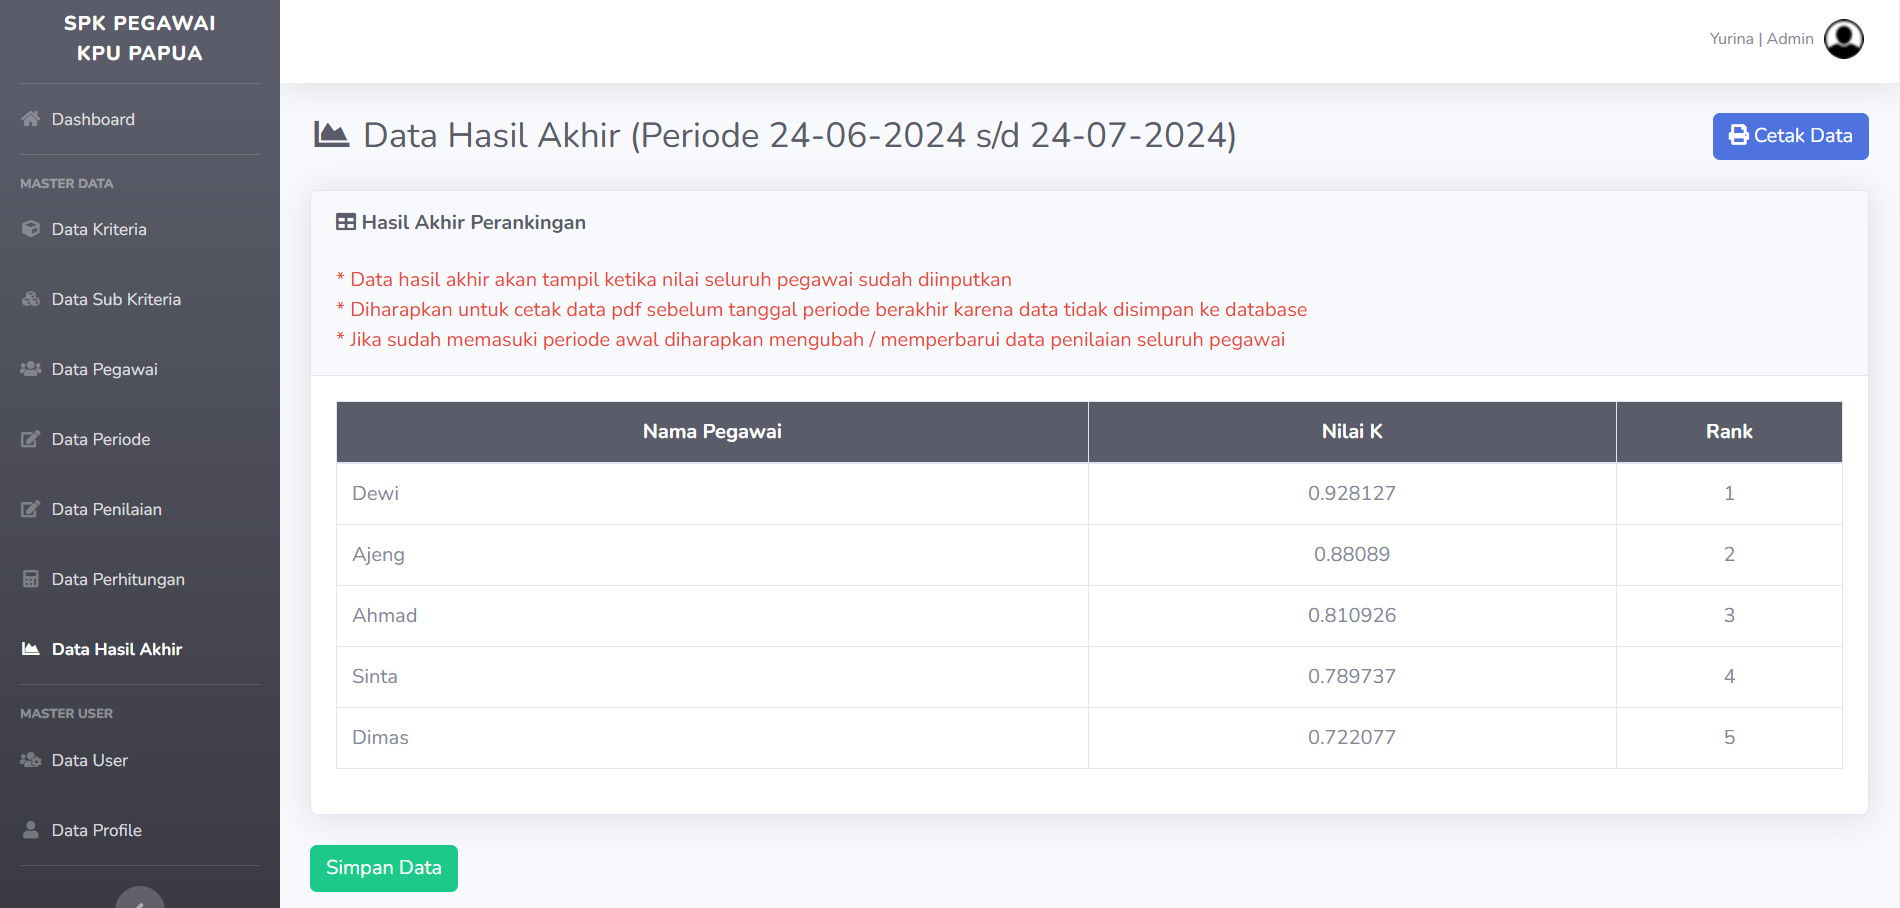 SPK PEGAWAI
KPU PAPUA
Dashboard
MASTER DATA
Data Kriteria
Data Sub Kriteria
Data Pegawai
Data Periode
Data Penilaian
Data Perhitungan
Data Hasil Akhir
MASTER USER
Data User
Data Profile
Yurina | Admin
Data Hasil Akhir (Periode 24-06-2024 s/d 24-07-2024)
Cetak Data
Hasil Akhir Perankingan
* Data hasil akhir akan tampil ketika nilai seluruh pegawai sudah diinputkan
* Diharapkan untuk cetak data pdf sebelum tanggal periode berakhir karena data tidak disimpan ke database
* Jika sudah memasuki periode awal diharapkan mengubah / memperbarui data penilaian seluruh pegawai
Nama Pegawai Nilai K Rank
Dewi 0.928127 1
Ajeng 0.88089 2
Ahmad 0.810926 3
Sinta 0.789737 4
Dimas 0.722077 5
Simpan Data